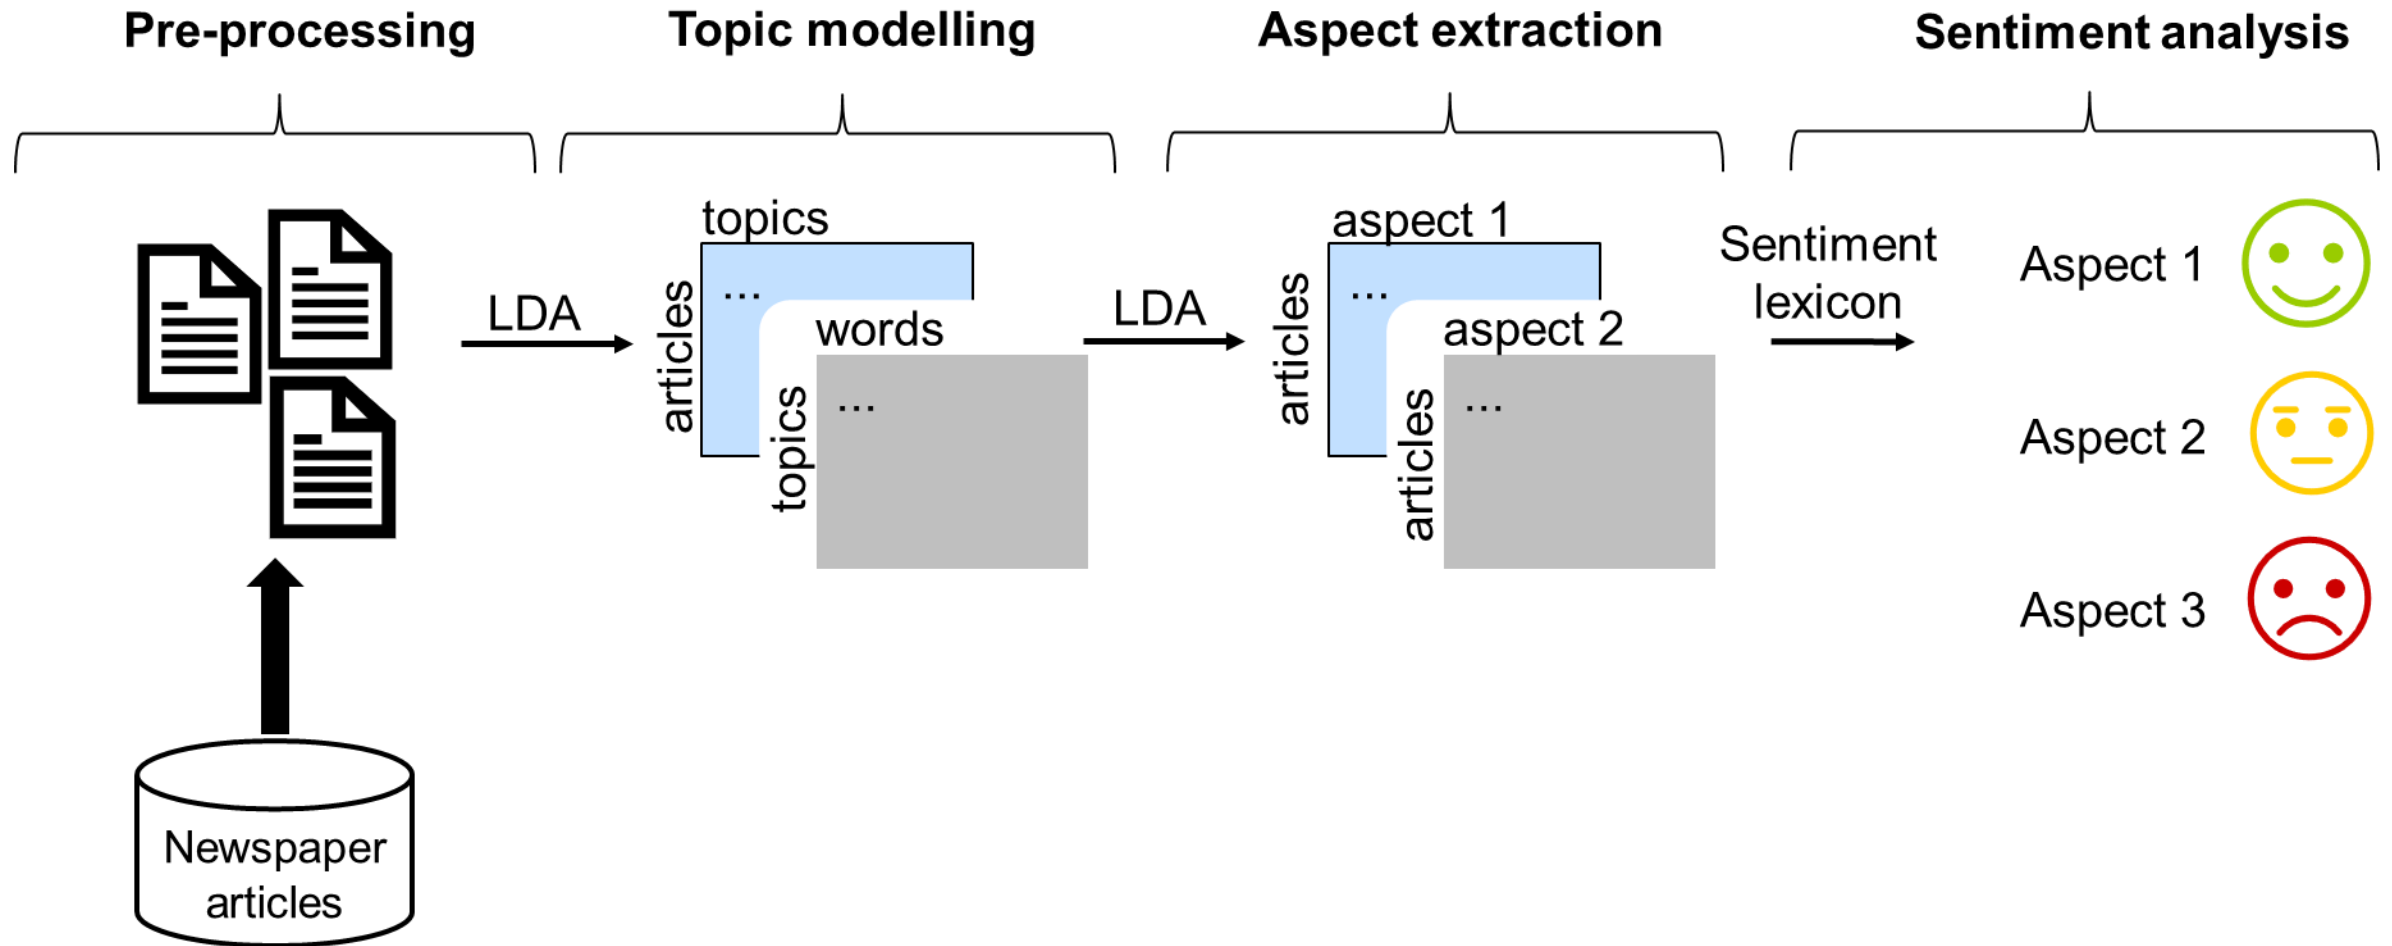 Pre-processing
Topic modelling
Aspect extraction
Sentiment analysis
topics
articles
...
words
topics
...
LDA
aspect 1
articles
...
aspect 2
articles
...
LDA
Sentiment
lexicon
Aspect 1
Aspect 2
Aspect 3
Newspaper
articles